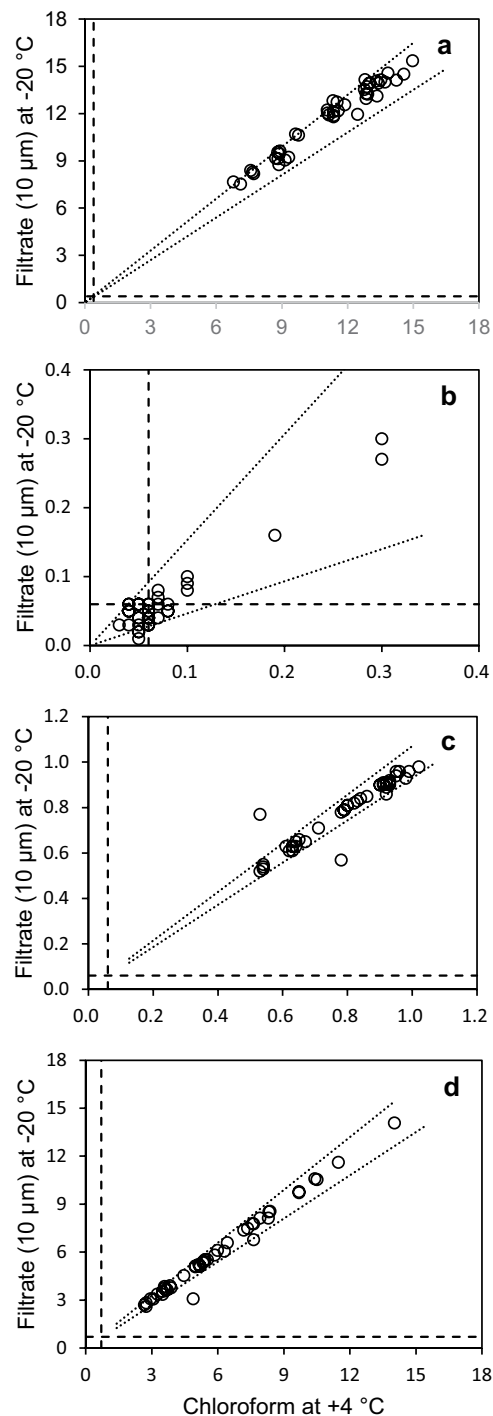 a
Filtrate (10 µm) at -20 °C
18
15
12
9
6
3
0
0 3 6 9 12 15 18
b
Filtrate (10 µm) at -20 °C
0.4
0.3
0.2
0.1
0.0
0.0 0.1 0.2 0.3 0.4
c
Filtrate (10 µm) at -20 °C
1.2
1.0
0.8
0.6
0.4
0.2
0.0
0.0 0.2 0.4 0.6 0.8 1.0 1.2
d
Filtrate (10 µm) at -20 °C
18
15
12
9
6
3
0
0 3 6 9 12 15 18
Chloroform at +4 °C